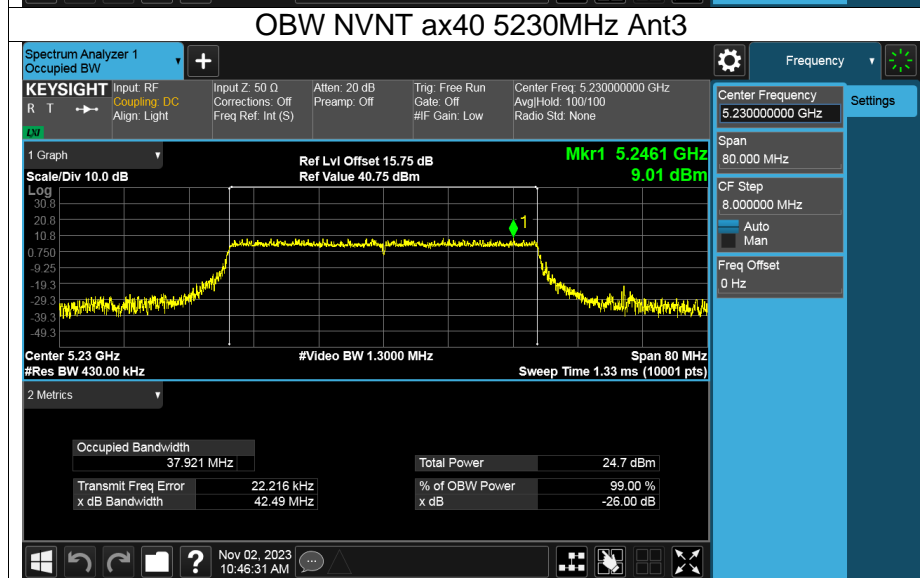 OBW NVNT ax40 5230MHz Ant3
Spectrum Analyzer 1
Occupied BW
Frequency
KEYSIGHT
R T
LXI
Input: RF
Coupling: DC
Align: Light
Input Z: 50 Ω
Corrections: Off
Freq Ref: Int (S)
Atten: 20 dB
Preamp: Off
Trig: Free Run
Gate: Off
#IF Gain: Low
Center Freq: 5.230000000 GHz
Avg|Hold: 100/100
Radio Std: None
Center Frequency
5.230000000 GHz
Settings
Span
80.000 MHz
CF Step
8.000000 MHz
Auto
Man
Freq Offset
0 Hz
1 Graph
Scale/Div 10.0 dB
Ref Lvl Offset 15.75 dB
Ref Value 40.75 dBm
Mkr1 5.2461 GHz
9.01 dBm
Log
30.8
20.8
10.8
0.750
-9.25
-19.3
-29.3
-39.3
-49.3
1
Center 5.23 GHz
#Res BW 430.00 kHz
#Video BW 1.3000 MHz
Span 80 MHz
Sweep Time 1.33 ms (10001 pts)
2 Metrics
Occupied Bandwidth
37.921 MHz
Total Power 24.7 dBm
Transmit Freq Error 22.216 kHz
% of OBW Power 99.00 %
x dB Bandwidth 42.49 MHz
x dB -26.00 dB
?
Nov 02, 2023
10:46:31 AM